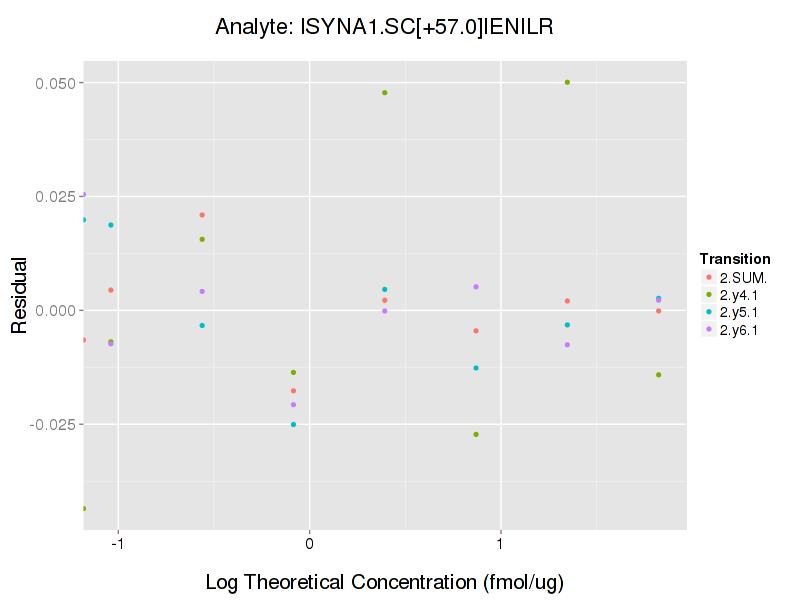 Analyte: ISYNA1.SC[+57.0]IENILR
0.050
0.025
0.000
-0.025
Residual
-1 0 1
Log Theoretical Concentration (fmol/ug)
Transition
2.SUM.
2.y4.1
2.y5.1
2.y6.1